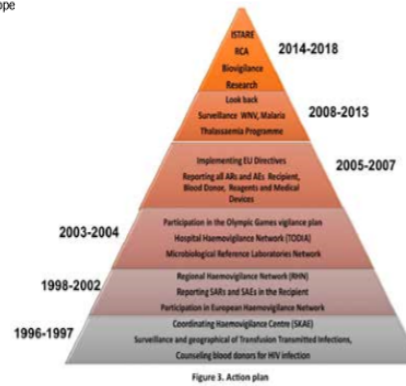 ope
ISTARE
RCA
Biovigilance
Research
2014-2018
Look back
Surveillance WNV, Malaria
Thalassaemia Programme
2008-2013
Implementing EU Directives
Reporting all ARs and AEs Recipient,
Blood Donor, Reagents and Medical
Devices
2005-2007
Participation in the Olympic Games vigilance plan
Hospital Haemovigilance Network (TODIA)
Microbiological Reference Laboratories Network
2003-2004
Regional Haemovigilance Network (RHN)
Reporting SARs and SAEs in the Recipient
Participation in European Haemovigilance Network
1998-2002
Coordinating Haemovigilance Centre (SKAE)
Surveillance and geographical of Transfusion Transmitted Infections,
Counseling blood donors for HIV infection
1996-1997
Figure 3. Action plan